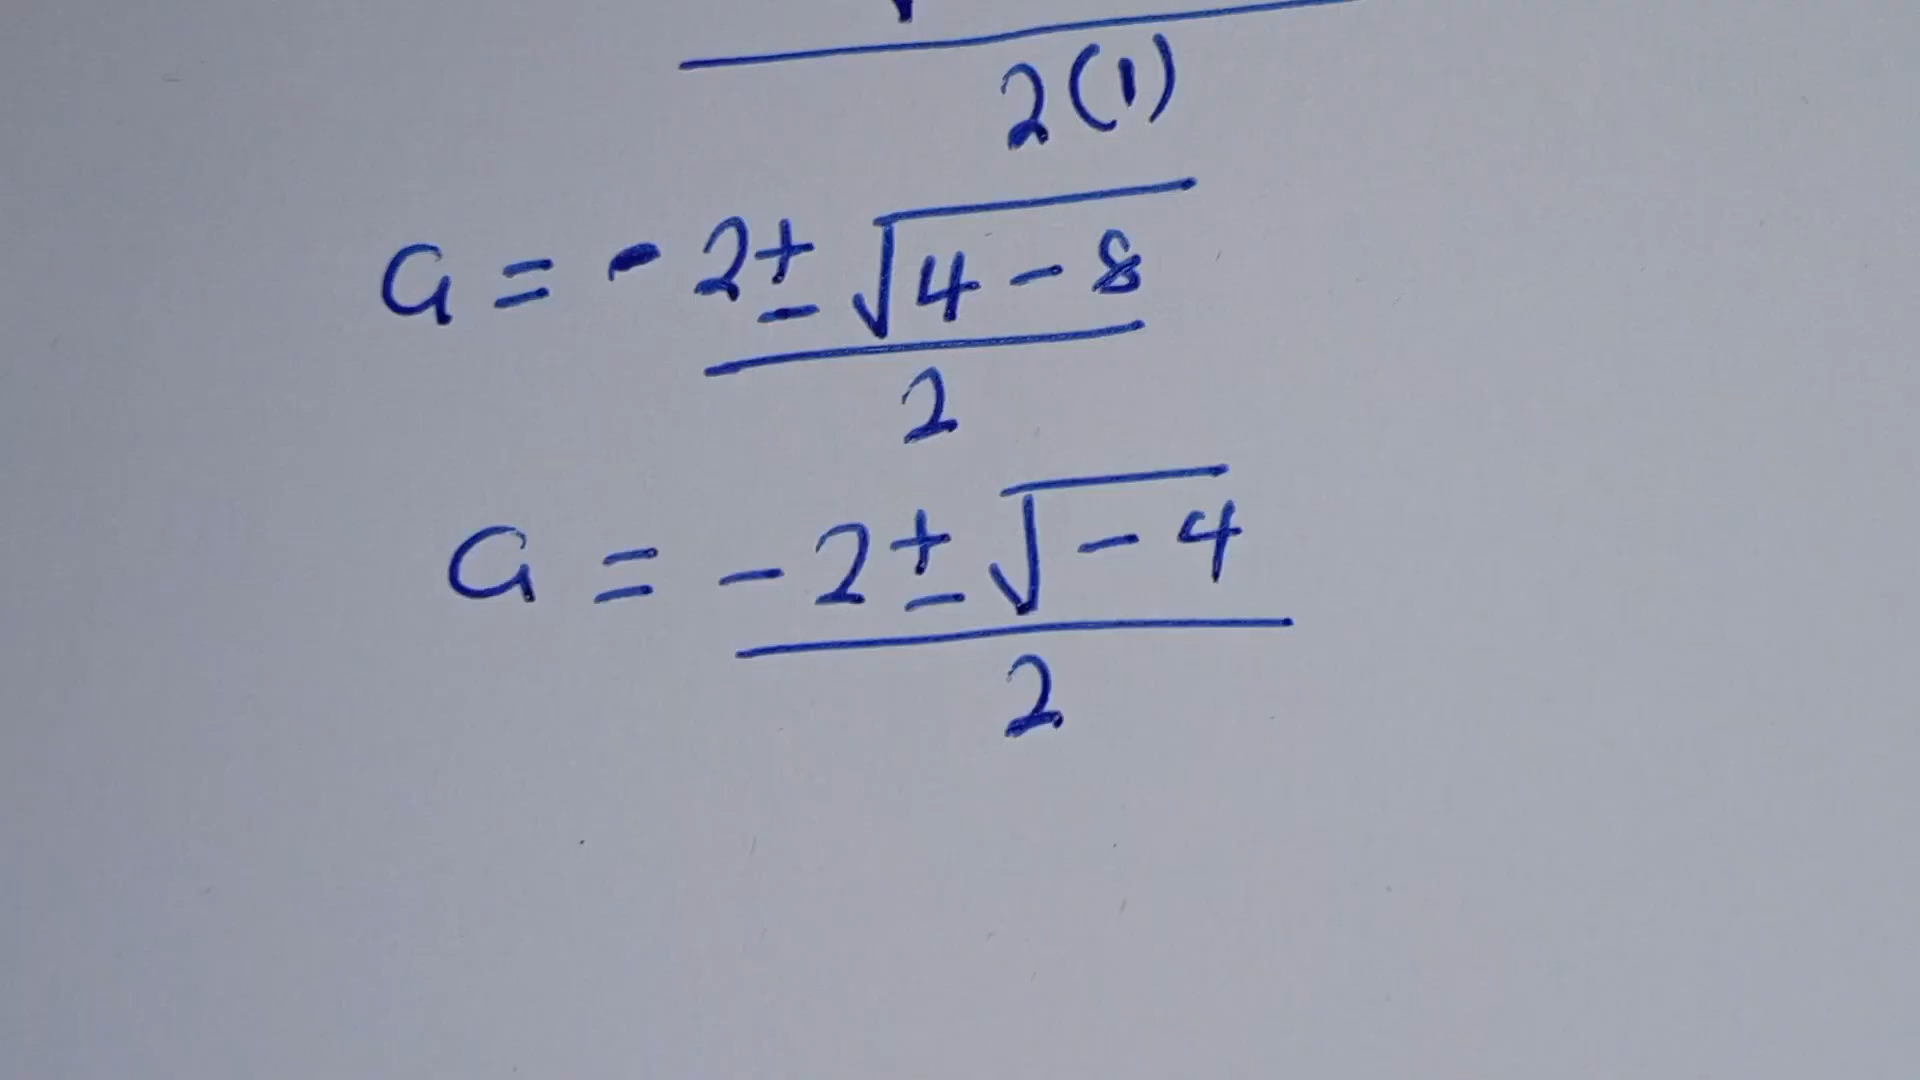 2(1)
a = - 2 ± √4 - 8
2
a = - 2 ± √- 4
2